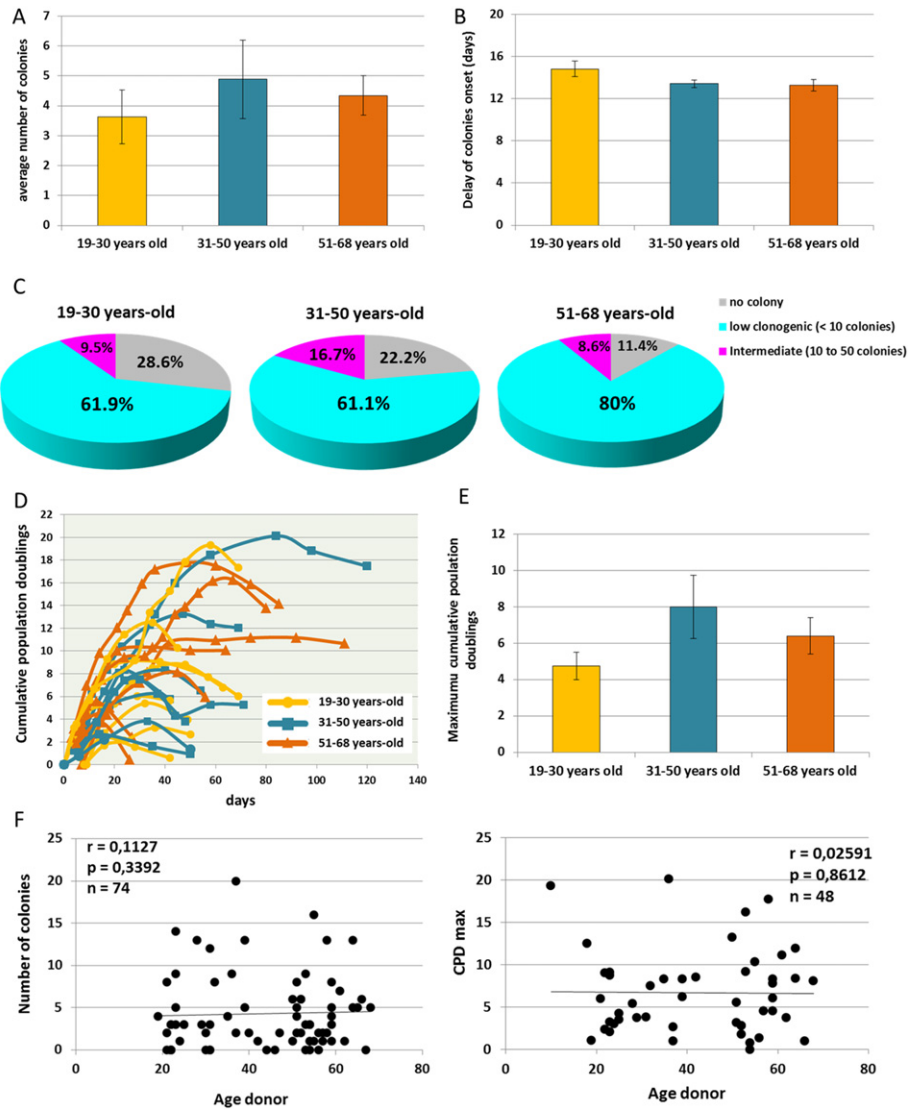 A
average number of colonies
7
6
5
4
3
2
1
0
19-30 years old
31-50 years old
51-68 years old
B
Delay of colonies onset (days)
20
16
12
8
4
0
19-30 years old
31-50 years old
51-68 years old
C
19-30 years-old
9.5%
28.6%
61.9%
31-50 years-old
16.7%
22.2%
61.1%
51-68 years-old
8.6%
11.4%
80%
no colony
low clonogenic (< 10 colonies)
Intermediate (10 to 50 colonies)
D
Cumulative population doublings
22
20
18
16
14
12
10
8
6
4
2
0
0 20 40 60 80 100 120 140
days
19-30 years-old
31-50 years-old
51-68 years-old
E
Maximumu cumulative poulation
doublings
12
10
8
6
4
2
0
19-30 years old
31-50 years old
51-68 years old
F
Number of colonies
25
20
15
10
5
0
0 20 40 60 80
Age donor
r = 0,1127
p = 0,3392
n = 74
CPD max
25
20
15
10
5
0
0 20 40 60 80
Age donor
r = 0,02591
p = 0,8612
n = 48